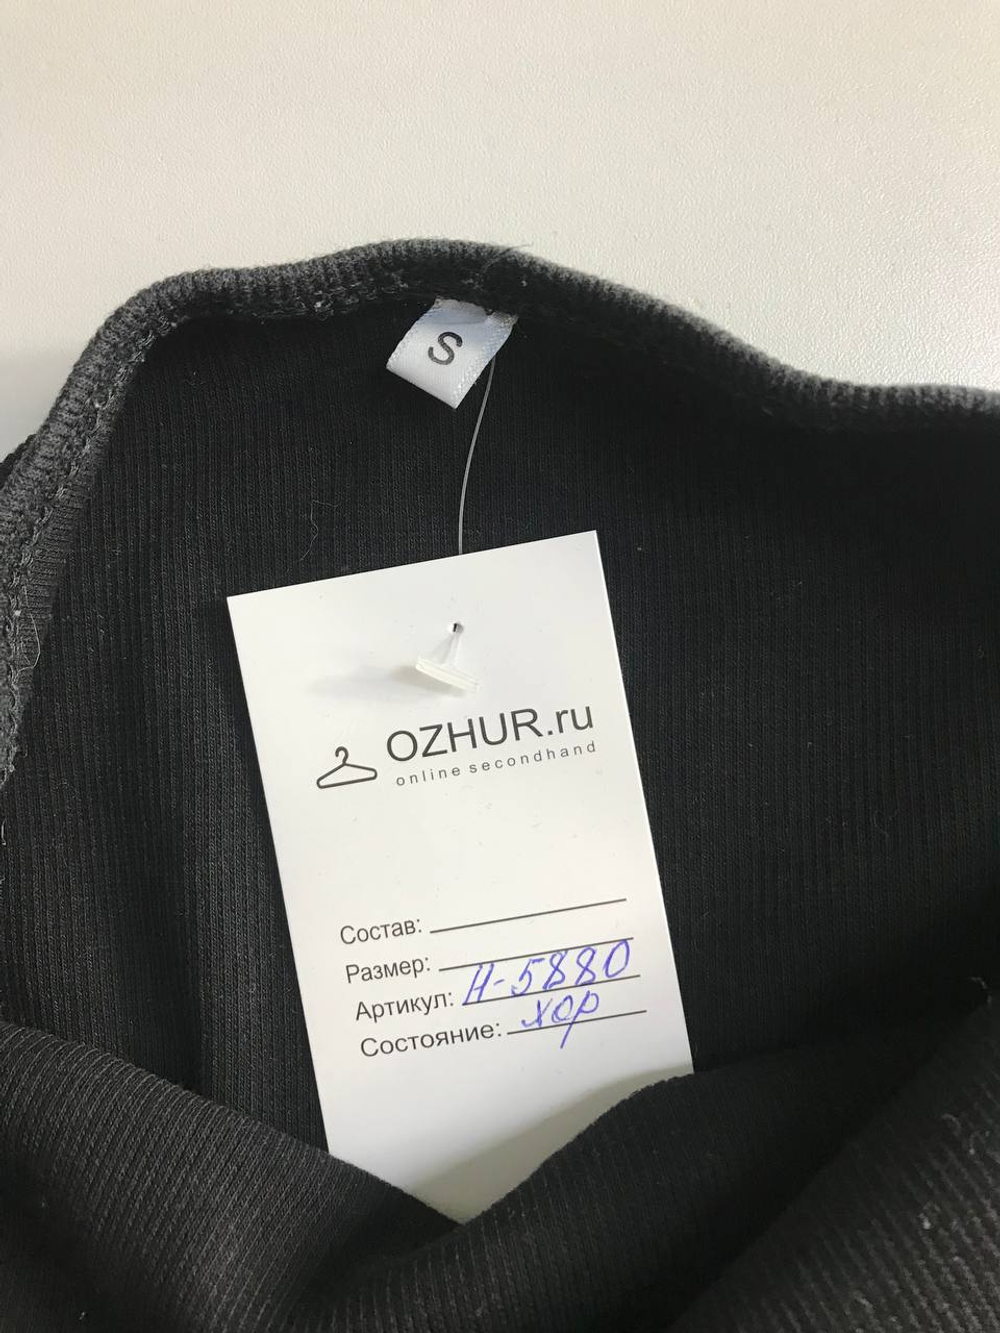 S
OZHUR.ru
online secondhand
Состав:
Размер:
Артикул: Н-5880
Состояние: хор